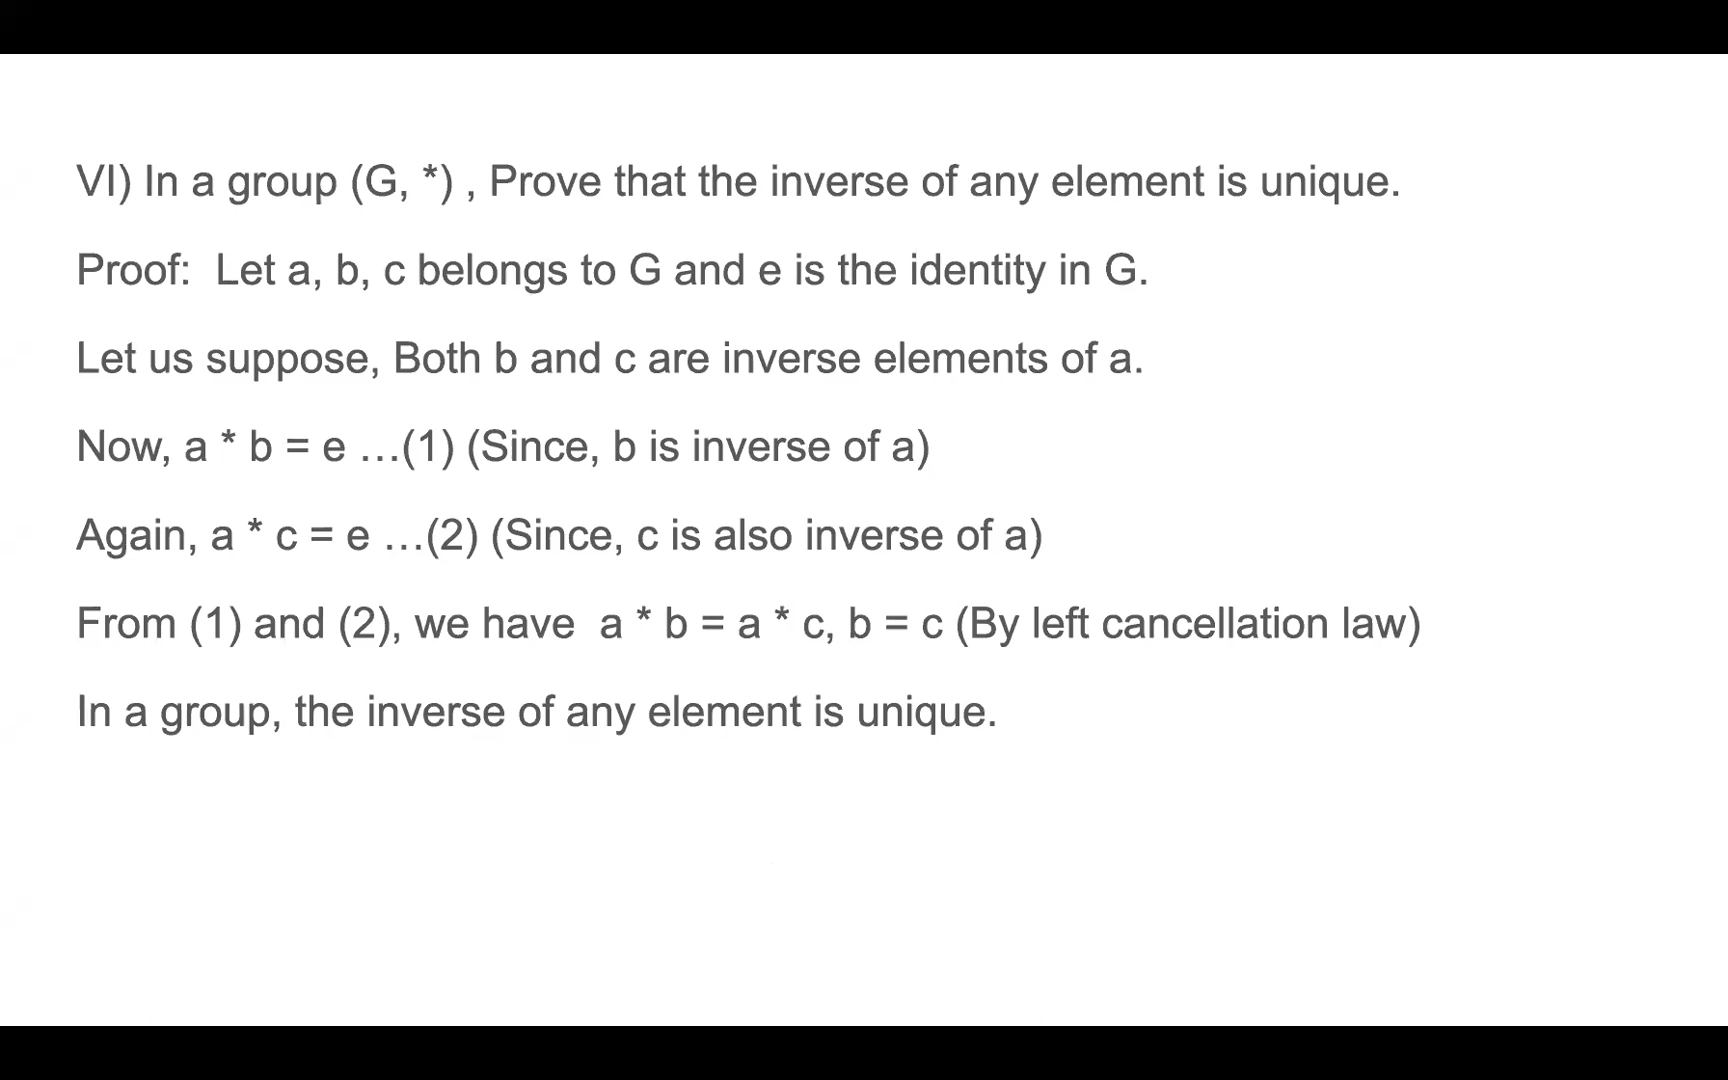 VI) In a group (G, *) , Prove that the inverse of any element is unique.
Proof:  Let a, b, c belongs to G and e is the identity in G.
Let us suppose, Both b and c are inverse elements of a.
Now, a * b = e …(1) (Since, b is inverse of a)
Again, a * c = e …(2) (Since, c is also inverse of a)
From (1) and (2), we have  a * b = a * c, b = c (By left cancellation law)
In a group, the inverse of any element is unique.